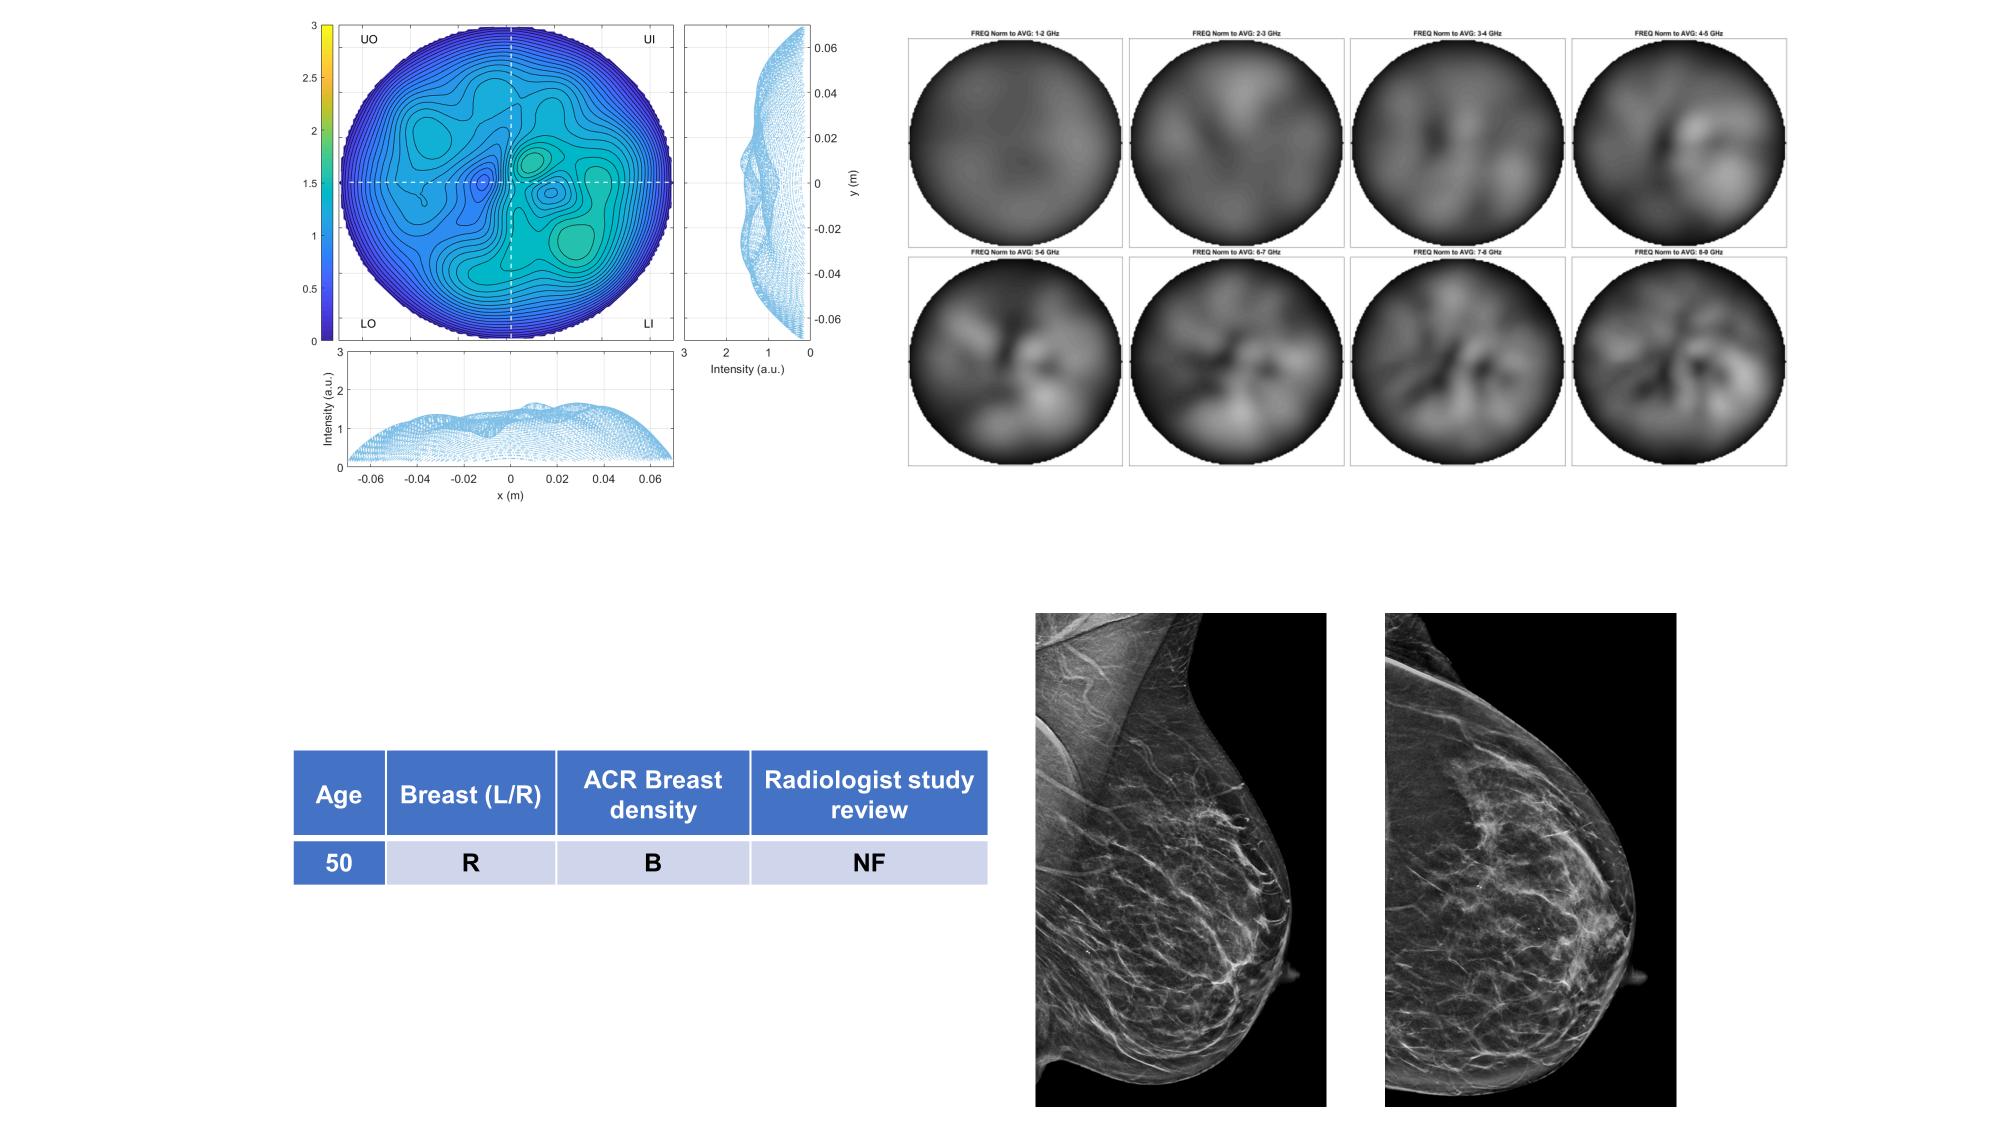 3
2.5
2
1.5
1
0.5
0
UO
UI
LO
LI
0.06
0.04
0.02
0
-0.02
-0.04
-0.06
y (m)
3 2 1 0
Intensity (a.u.)
3
2
1
0
Intensity (a.u.)
-0.06 -0.04 -0.02 0 0.02 0.04 0.06
x (m)
FREQ Norm to AVG: 1-2 GHz
FREQ Norm to AVG: 2-3 GHz
FREQ Norm to AVG: 3-4 GHz
FREQ Norm to AVG: 4-5 GHz
FREQ Norm to AVG: 5-6 GHz
FREQ Norm to AVG: 6-7 GHz
FREQ Norm to AVG: 7-8 GHz
FREQ Norm to AVG: 8-9 GHz
Age
Breast (L/R)
ACR Breast
density
Radiologist study
review
50
R
B
NF